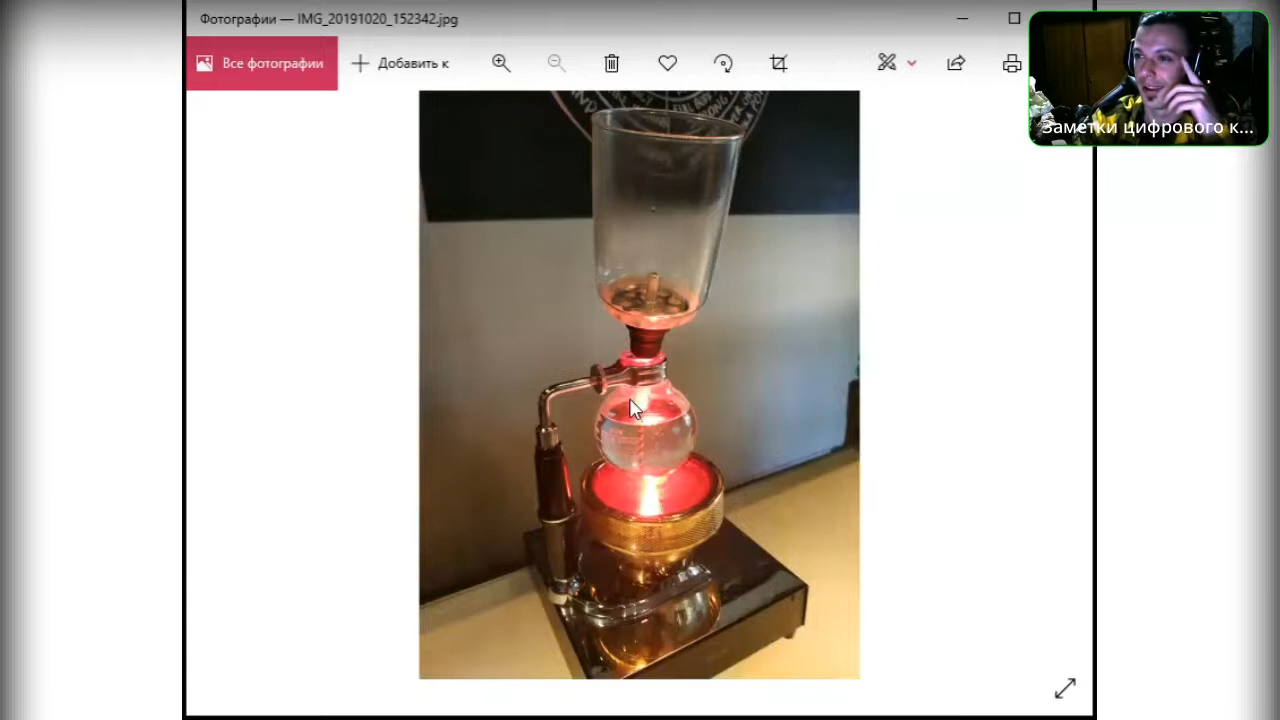 Фотографии — IMG_20191020_152342.jpg
Все фотографии
Добавить к
Заметки цифрового к...